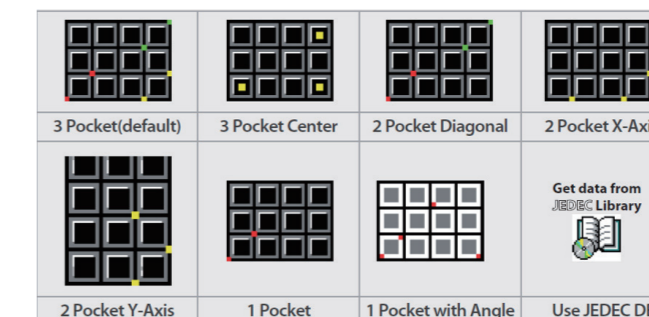 3 Pocket(default)
3 Pocket Center
2 Pocket Diagonal
2 Pocket X-Axi
Get data from
JEDEC Library
2 Pocket Y-Axis
1 Pocket
1 Pocket with Angle
Use JEDEC